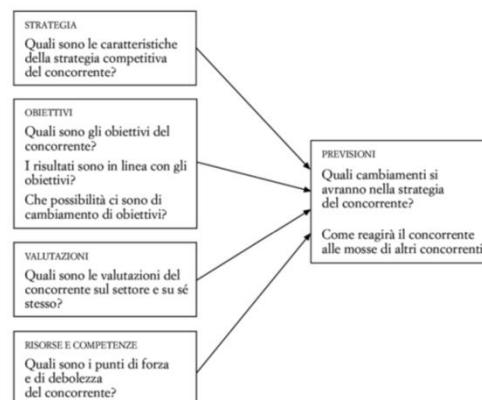 STRATEGIA
Quali sono le caratteristiche
della strategia competitiva
del concorrente?
OBIETTIVI
Quali sono gli obiettivi del
concorrente?
I risultati sono in linea con gli
obiettivi?
Che possibilità ci sono di
cambiamento di obiettivi?
VALUTAZIONI
Quali sono le valutazioni del
concorrente sul settore e su sé
stesso?
RISORSE E COMPETENZE
Quali sono i punti di forza
e di debolezza
del concorrente?
PREVISIONI
Quali cambiamenti si
avranno nella strategia
del concorrente?
Come reagirà il concorrente
alle mosse di altri concorrenti